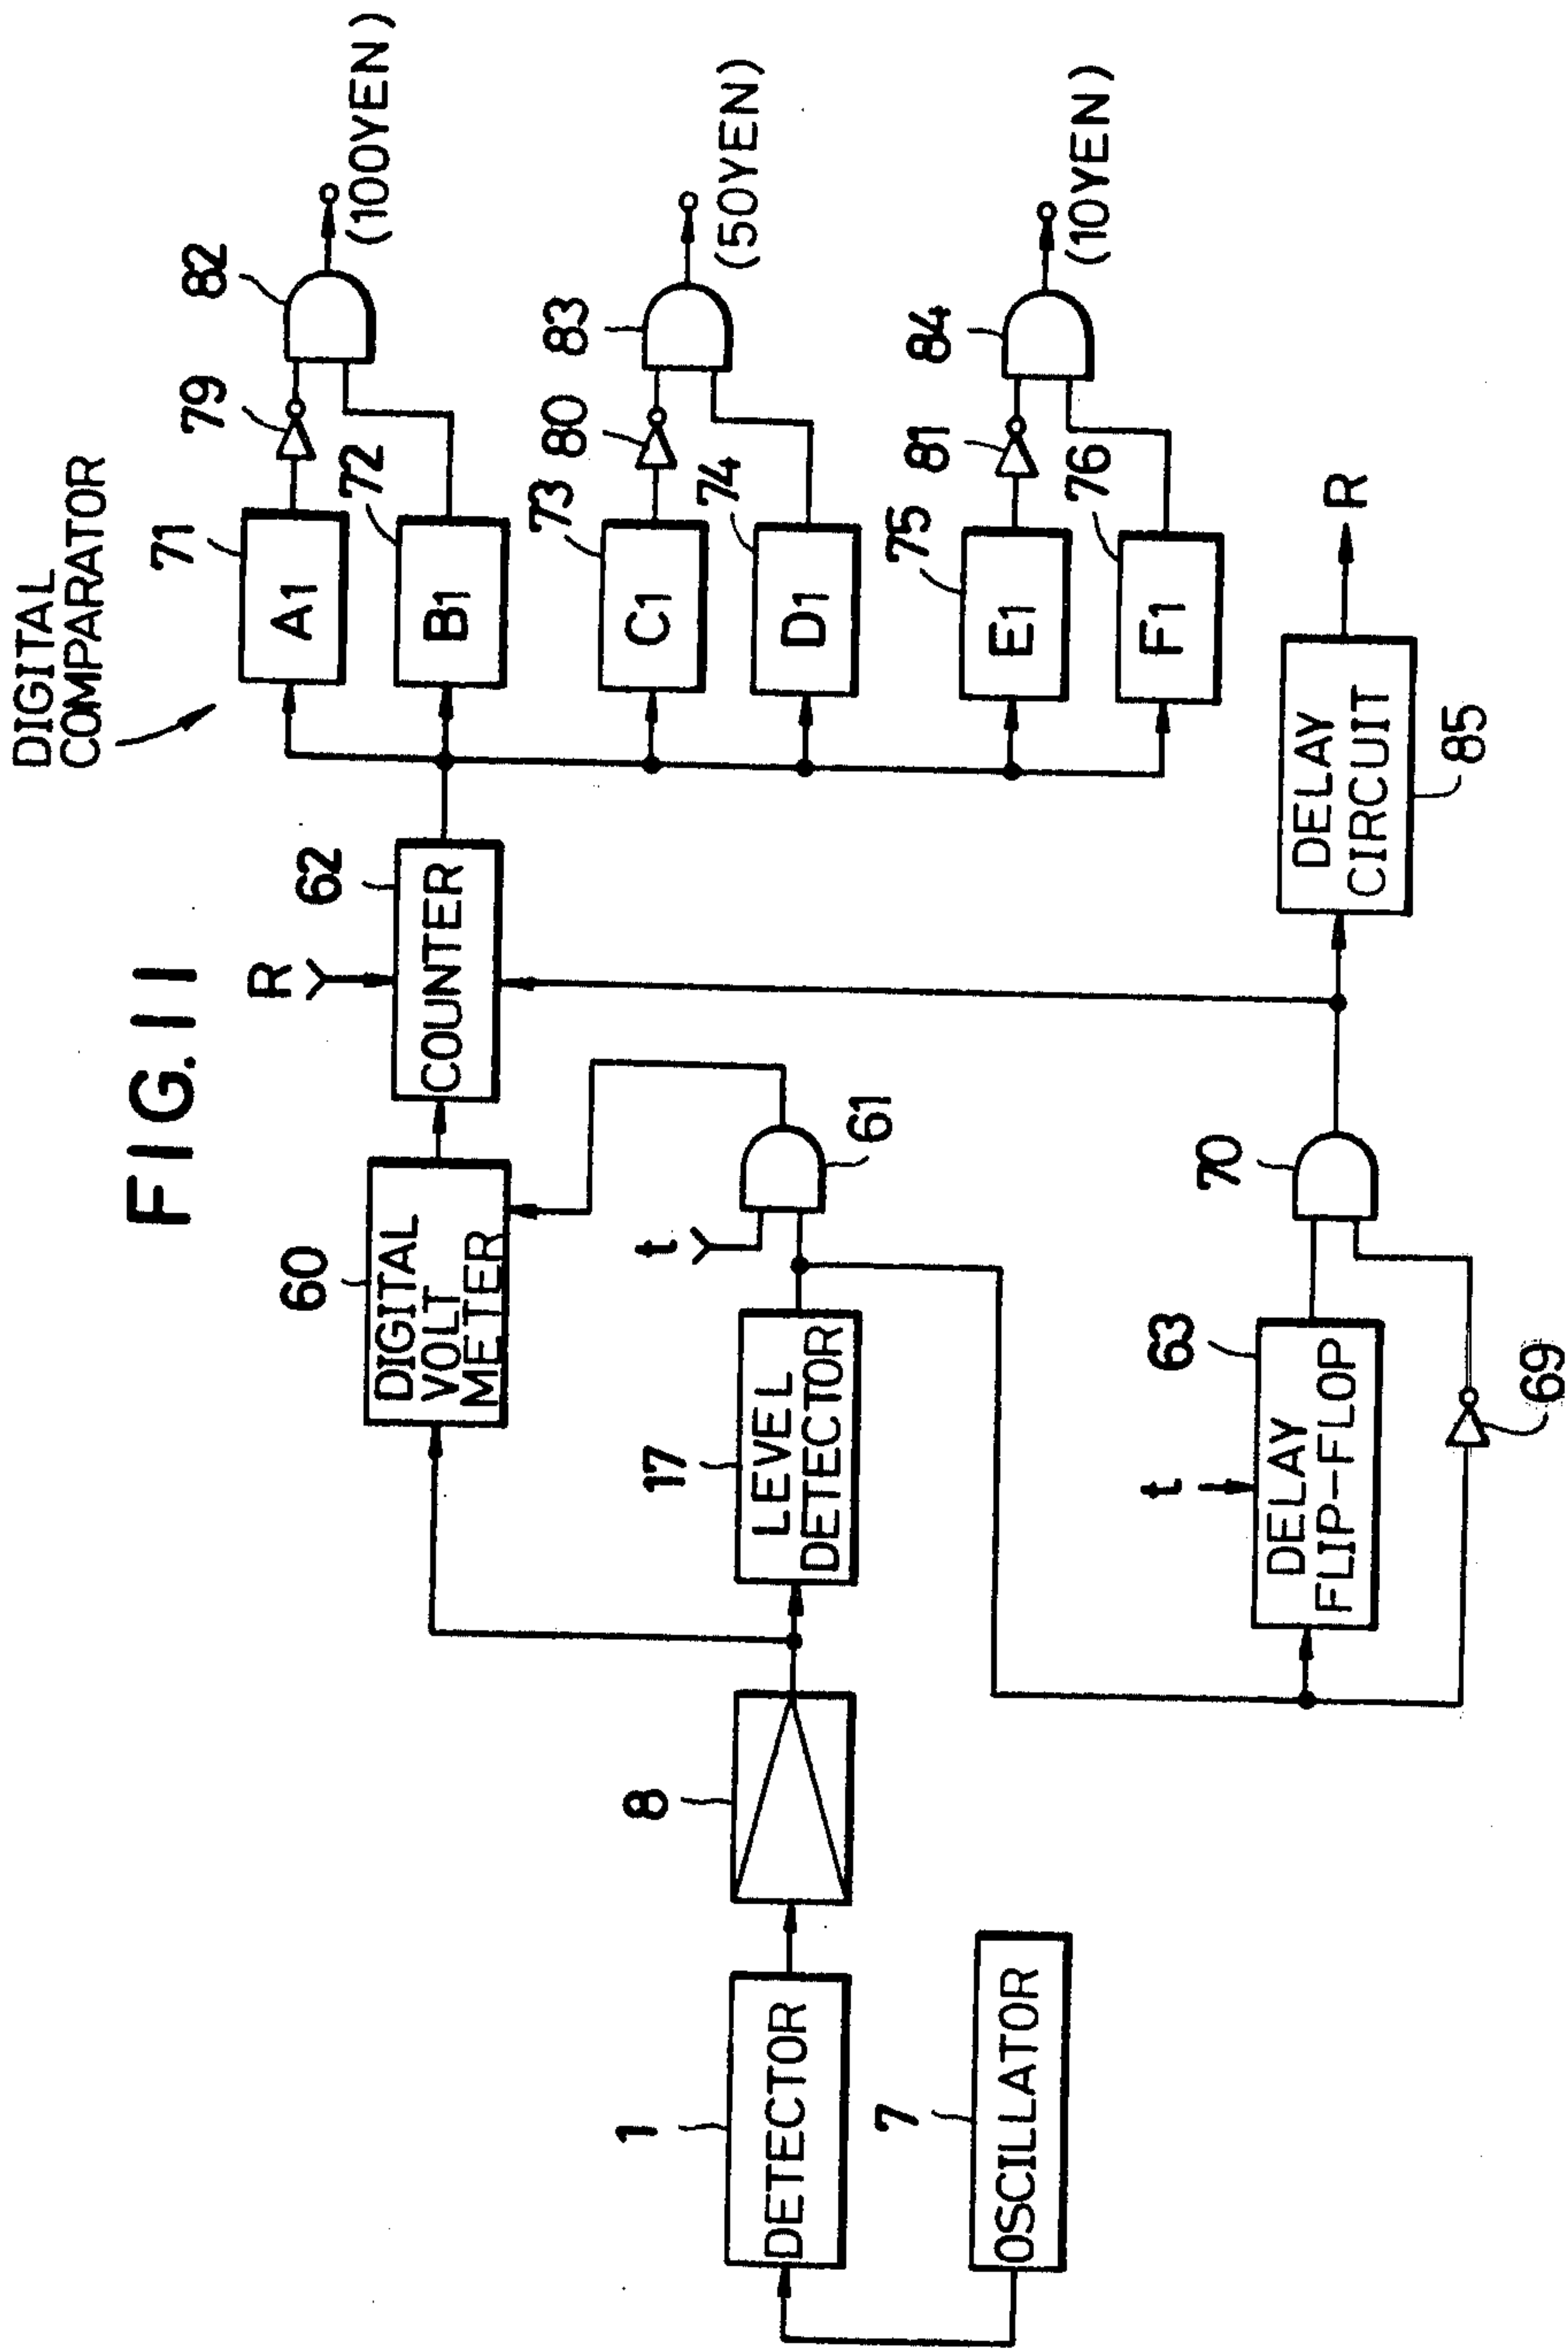 FIG. 11
DIGITAL
COMPARATOR
R
60
DIGITAL
VOLT
METER
62
COUNTER
71
A1
79
82
(100YEN)
72
B1
73
C1
80
83
(50YEN)
74
D1
75
E1
81
84
(10YEN)
76
F1
1
DETECTOR
8
17
LEVEL
DETECTOR
t
61
7
OSCILLATOR
63
t
DELAY
FLIP-FLOP
70
69
DELAY
CIRCUIT
85
R